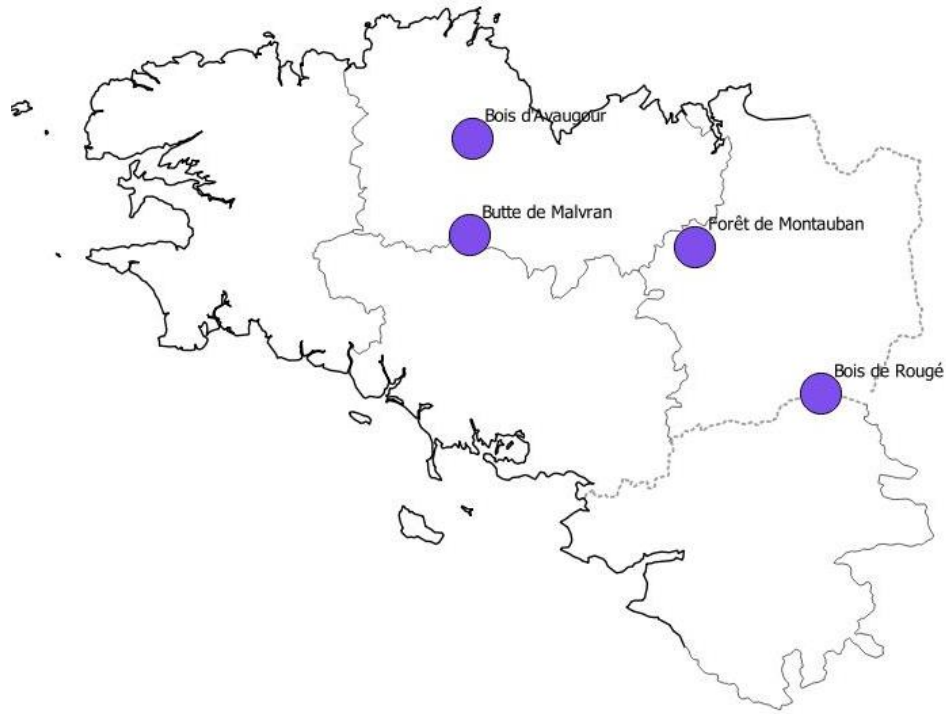 Bois d'Avaugour
Butte de Malvran
Forêt de Montauban
Bois de Rougé